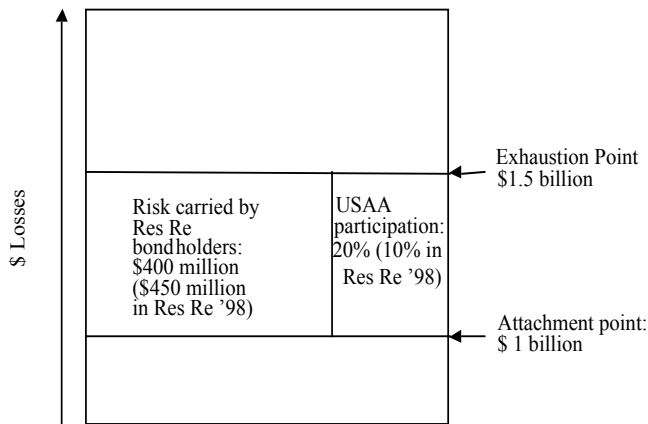 $ Losses
Exhaustion Point
$1.5 billion
Risk carried by
Res Re
bondholders:
$400 million
($450 million
in Res Re ’98)
USAA
participation:
20% (10% in
Res Re ’98)
Attachment point:
$ 1 billion